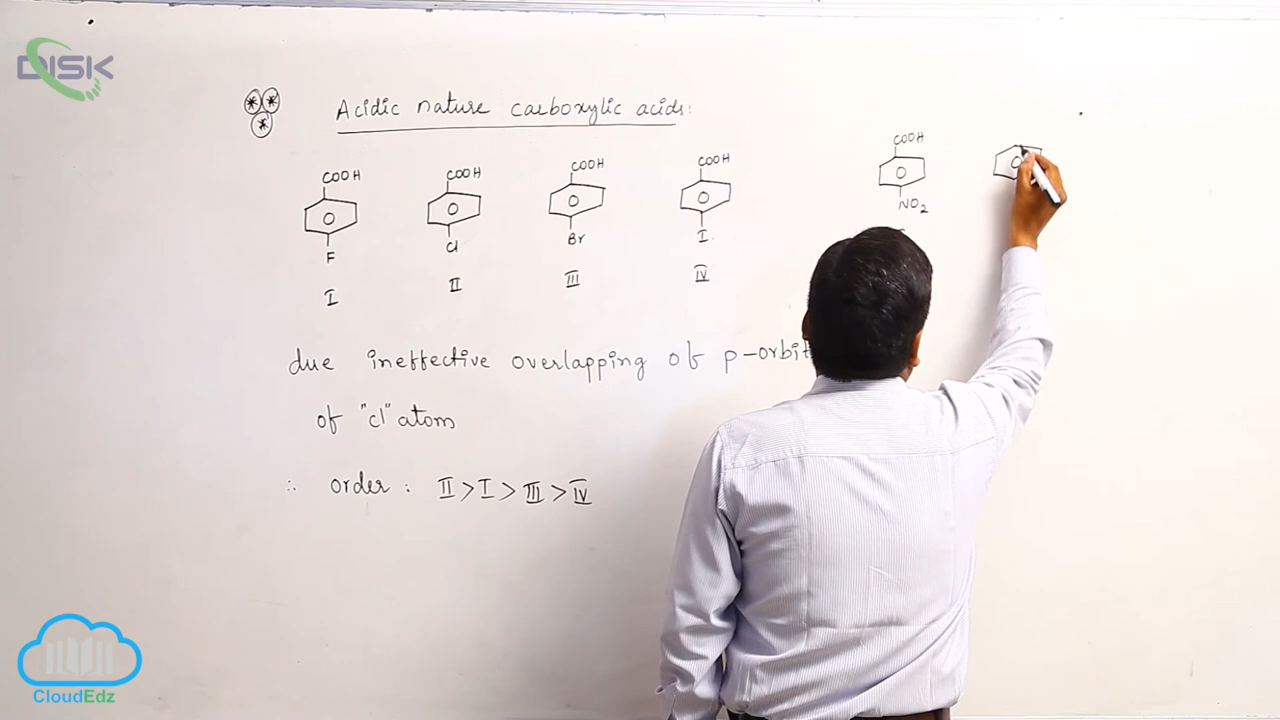 DISK
Acidic nature carboxylic acids:
COOH COOH COOH COOH COOH
F Cl Br I NO2
I II III IV
due ineffective overlapping of p-orbit
of "cl" atom
∴ order: II > I > III > IV
CloudEdz